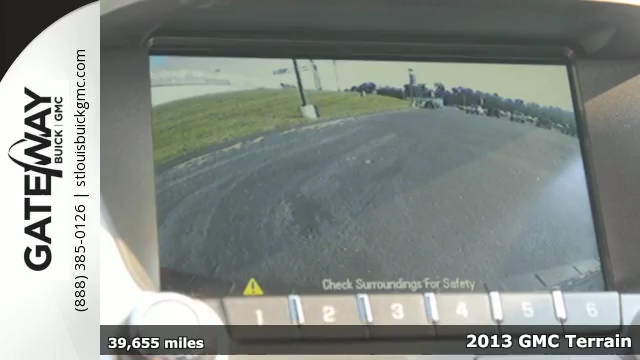 GATEWAY
BUICK GMC
(888) 385-0126 | stlouisbuickgmc.com
Check Surroundings For Safety
1 2 3 4 5 6
39,655 miles
2013 GMC Terrain